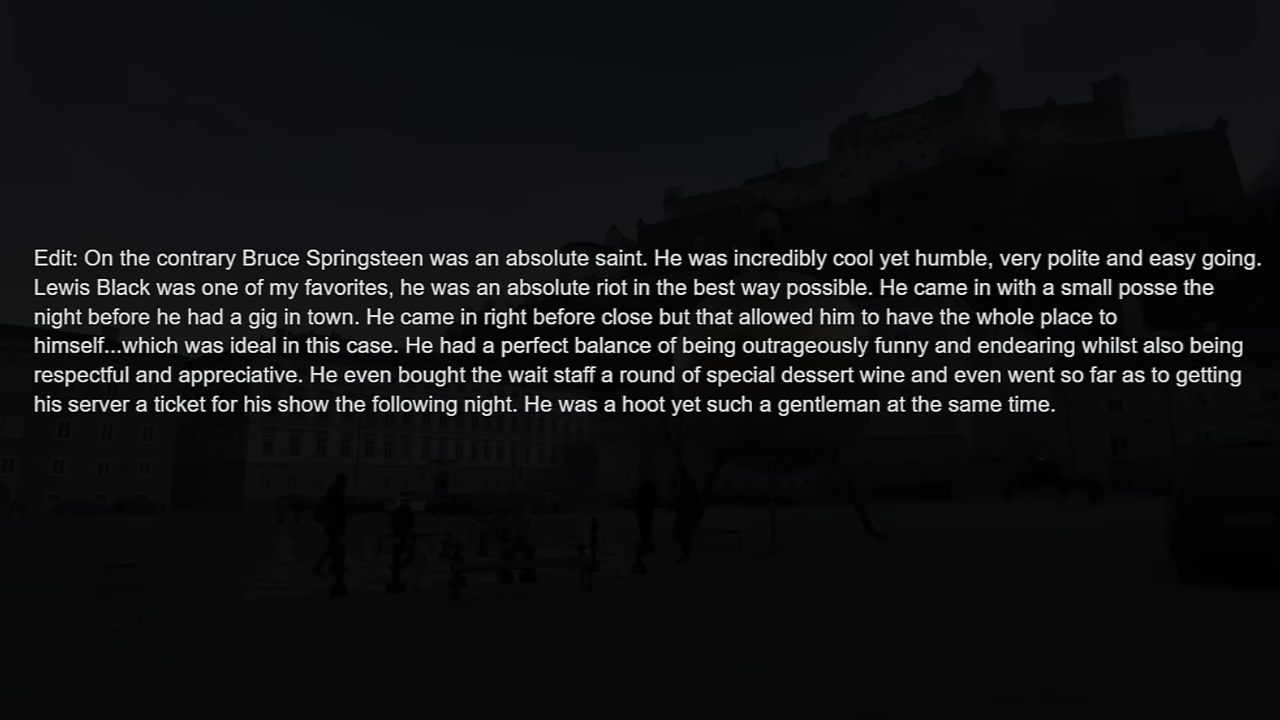 Edit: On the contrary Bruce Springsteen was an absolute saint. He was incredibly cool yet humble, very polite and easy going.
Lewis Black was one of my favorites, he was an absolute riot in the best way possible. He came in with a small posse the
night before he had a gig in town. He came in right before close but that allowed him to have the whole place to
himself...which was ideal in this case. He had a perfect balance of being outrageously funny and endearing whilst also being
respectful and appreciative. He even bought the wait staff a round of special dessert wine and even went so far as to getting
his server a ticket for his show the following night. He was a hoot yet such a gentleman at the same time.